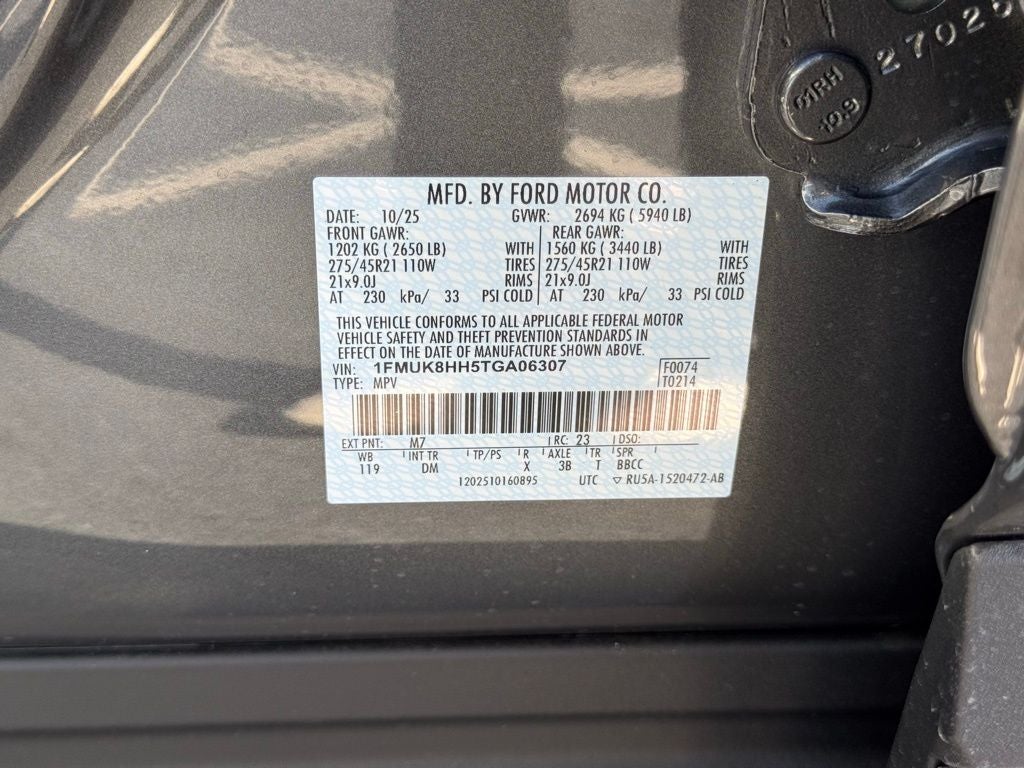 27025
01RH
19.9
MFD. BY FORD MOTOR CO.
DATE: 10/25 GVWR: 2694 KG ( 5940 LB)
FRONT GAWR: REAR GAWR:
1202 KG ( 2650 LB) WITH 1560 KG ( 3440 LB) WITH
275/45R21 110W TIRES 275/45R21 110W TIRES
21x9.0J RIMS 21x9.0J RIMS
AT 230 kPa/ 33 PSI COLD AT 230 kPa/ 33 PSI COLD
THIS VEHICLE CONFORMS TO ALL APPLICABLE FEDERAL MOTOR
VEHICLE SAFETY AND THEFT PREVENTION STANDARDS IN
EFFECT ON THE DATE OF MANUFACTURE SHOWN ABOVE.
VIN: 1FMUK8HH5TGA06307 F0074
TYPE: MPV T0214
EXT PNT: M7 RC: 23 DSO:
WB INT TR TP/PS R AXLE TR SPR
119 DM X 3B T BBCC
1202510160895 UTC ▽ RU5A-1520472-AB